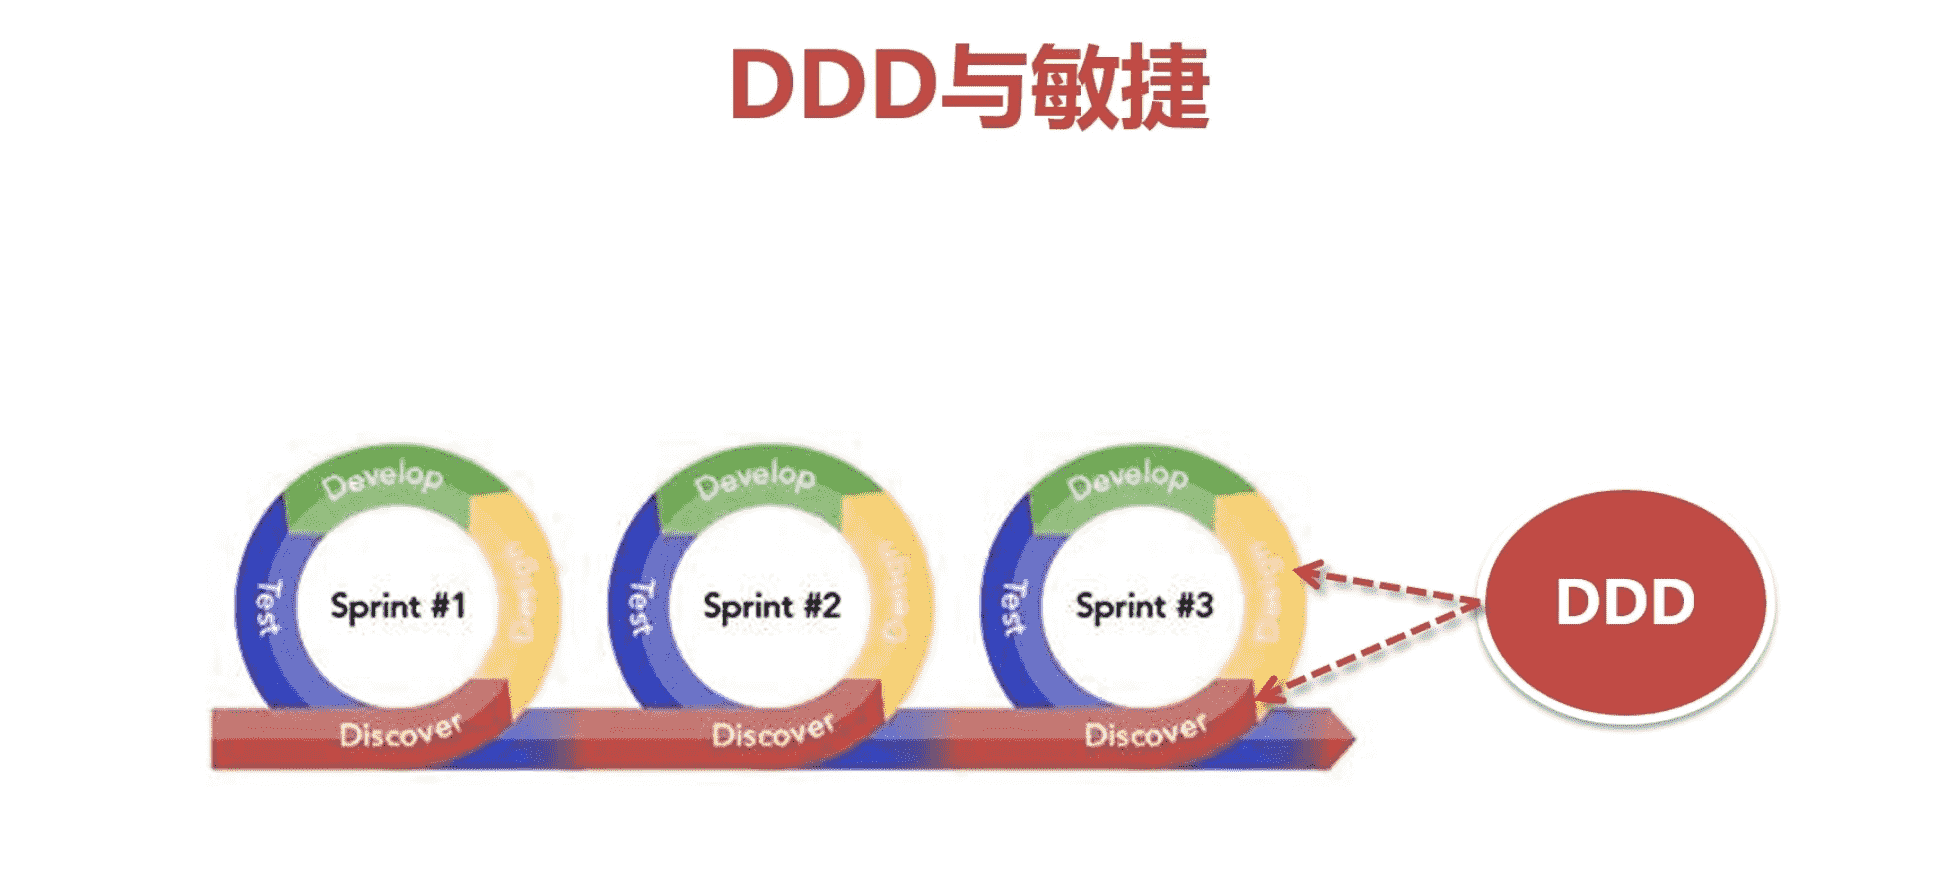 DDD与敏捷
Develop
Test
Sprint #1
Design
Discover
Develop
Test
Sprint #2
Design
Discover
Develop
Test
Sprint #3
Design
Discover
DDD